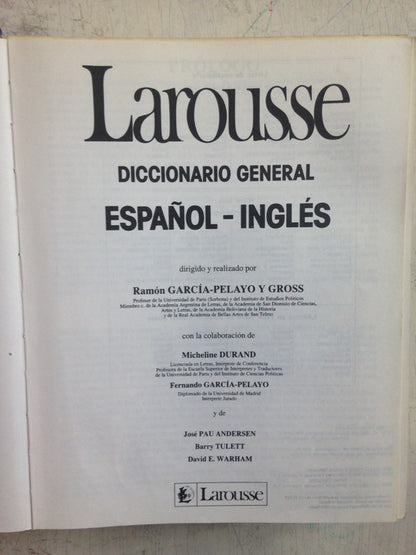 Larousse
DICCIONARIO GENERAL
ESPAÑOL - INGLÉS
dirigido y realizado por
Ramón GARCÍA-PELAYO Y GROSS
Profesor de la Universidad de París (Sorbona) y del Instituto de Estudios Políticos
Miembro c. de la Academia Argentina de Letras, de la Academia de San Dionisio de Ciencias,
Artes y Letras, de la Academia Boliviana de la Historia
y de la Real Academia de Bellas Artes de San Telmo
con la colaboración de
Micheline DURAND
Licenciada en Letras, Intérprete de Conferencia
Profesora de la Escuela Superior de Intérpretes y Traductores
de la Universidad de París y del Instituto de Ciencias Políticas
Fernando GARCÍA-PELAYO
Diplomado de la Universidad de Madrid
Intérprete Jurado
y de
José PAU ANDERSEN
Barry TULETT
David E. WARHAM
Larousse